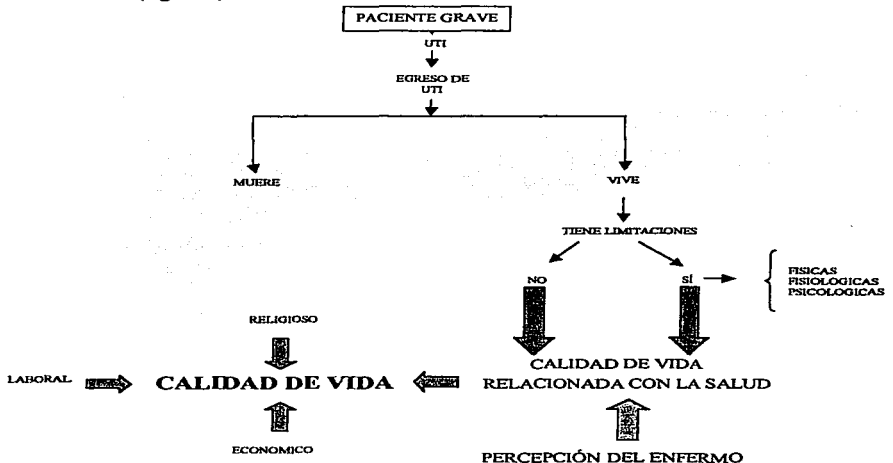 PACIENTE GRAVE
UTI
EGRESO DE
UTI
MUERE
VIVE
TIENE LIMITACIONES
NO
SÍ
FISICAS
FISIOLOGICAS
PSICOLOGICAS
RELIGIOSO
LABORAL
CALIDAD DE VIDA
CALIDAD DE VIDA
RELACIONADA CON LA SALUD
ECONOMICO
PERCEPCIÓN DEL ENFERMO